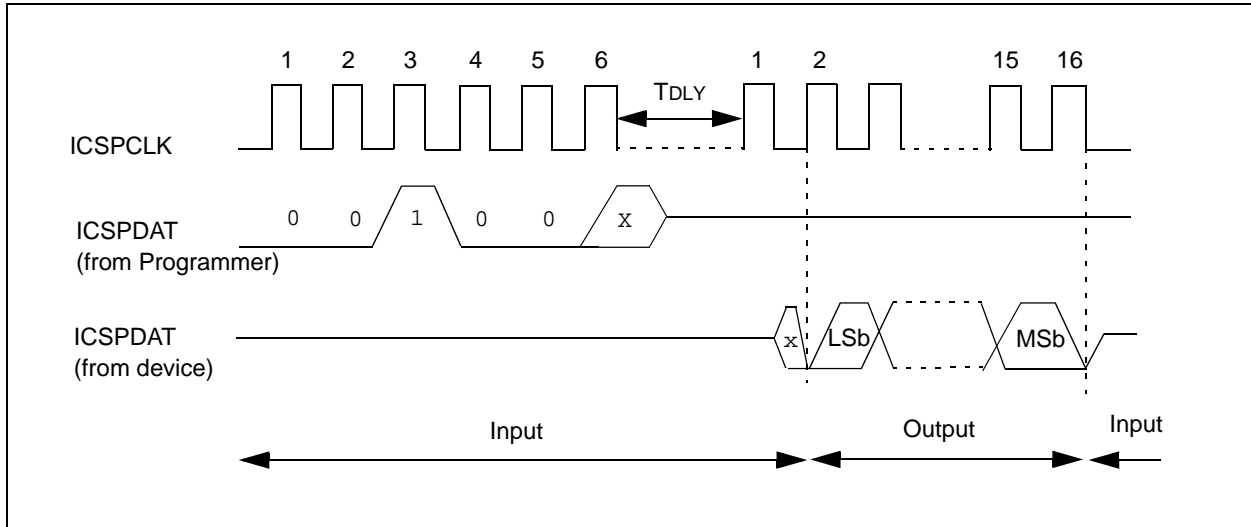 1 2 3 4 5 6 1 2 15 16
TDLY
ICSPCLK
ICSPDAT
(from Programmer)
0 0 1 0 0 x
ICSPDAT
(from device)
x LSb MSb
Input Output Input